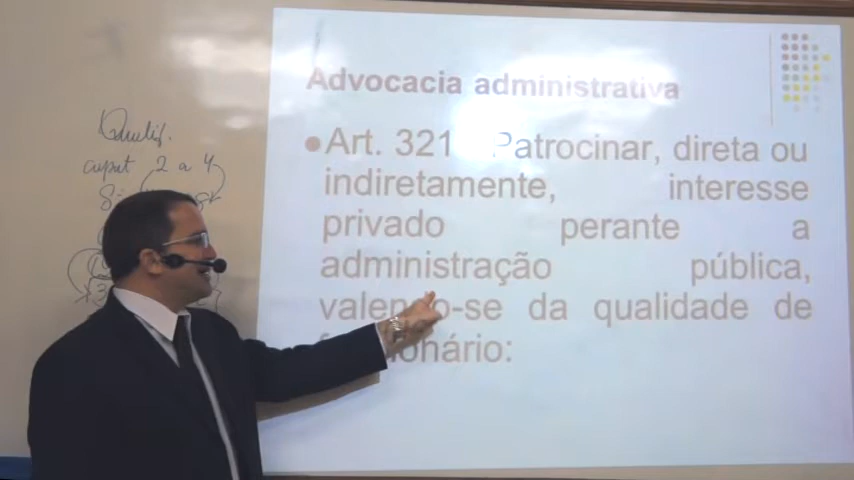 Advocacia administrativa
Art. 321 Patrocinar, direta ou
indiretamente, interesse
privado perante a
administração pública,
valendo-se da qualidade de
funcionário:
caput 2 a 4